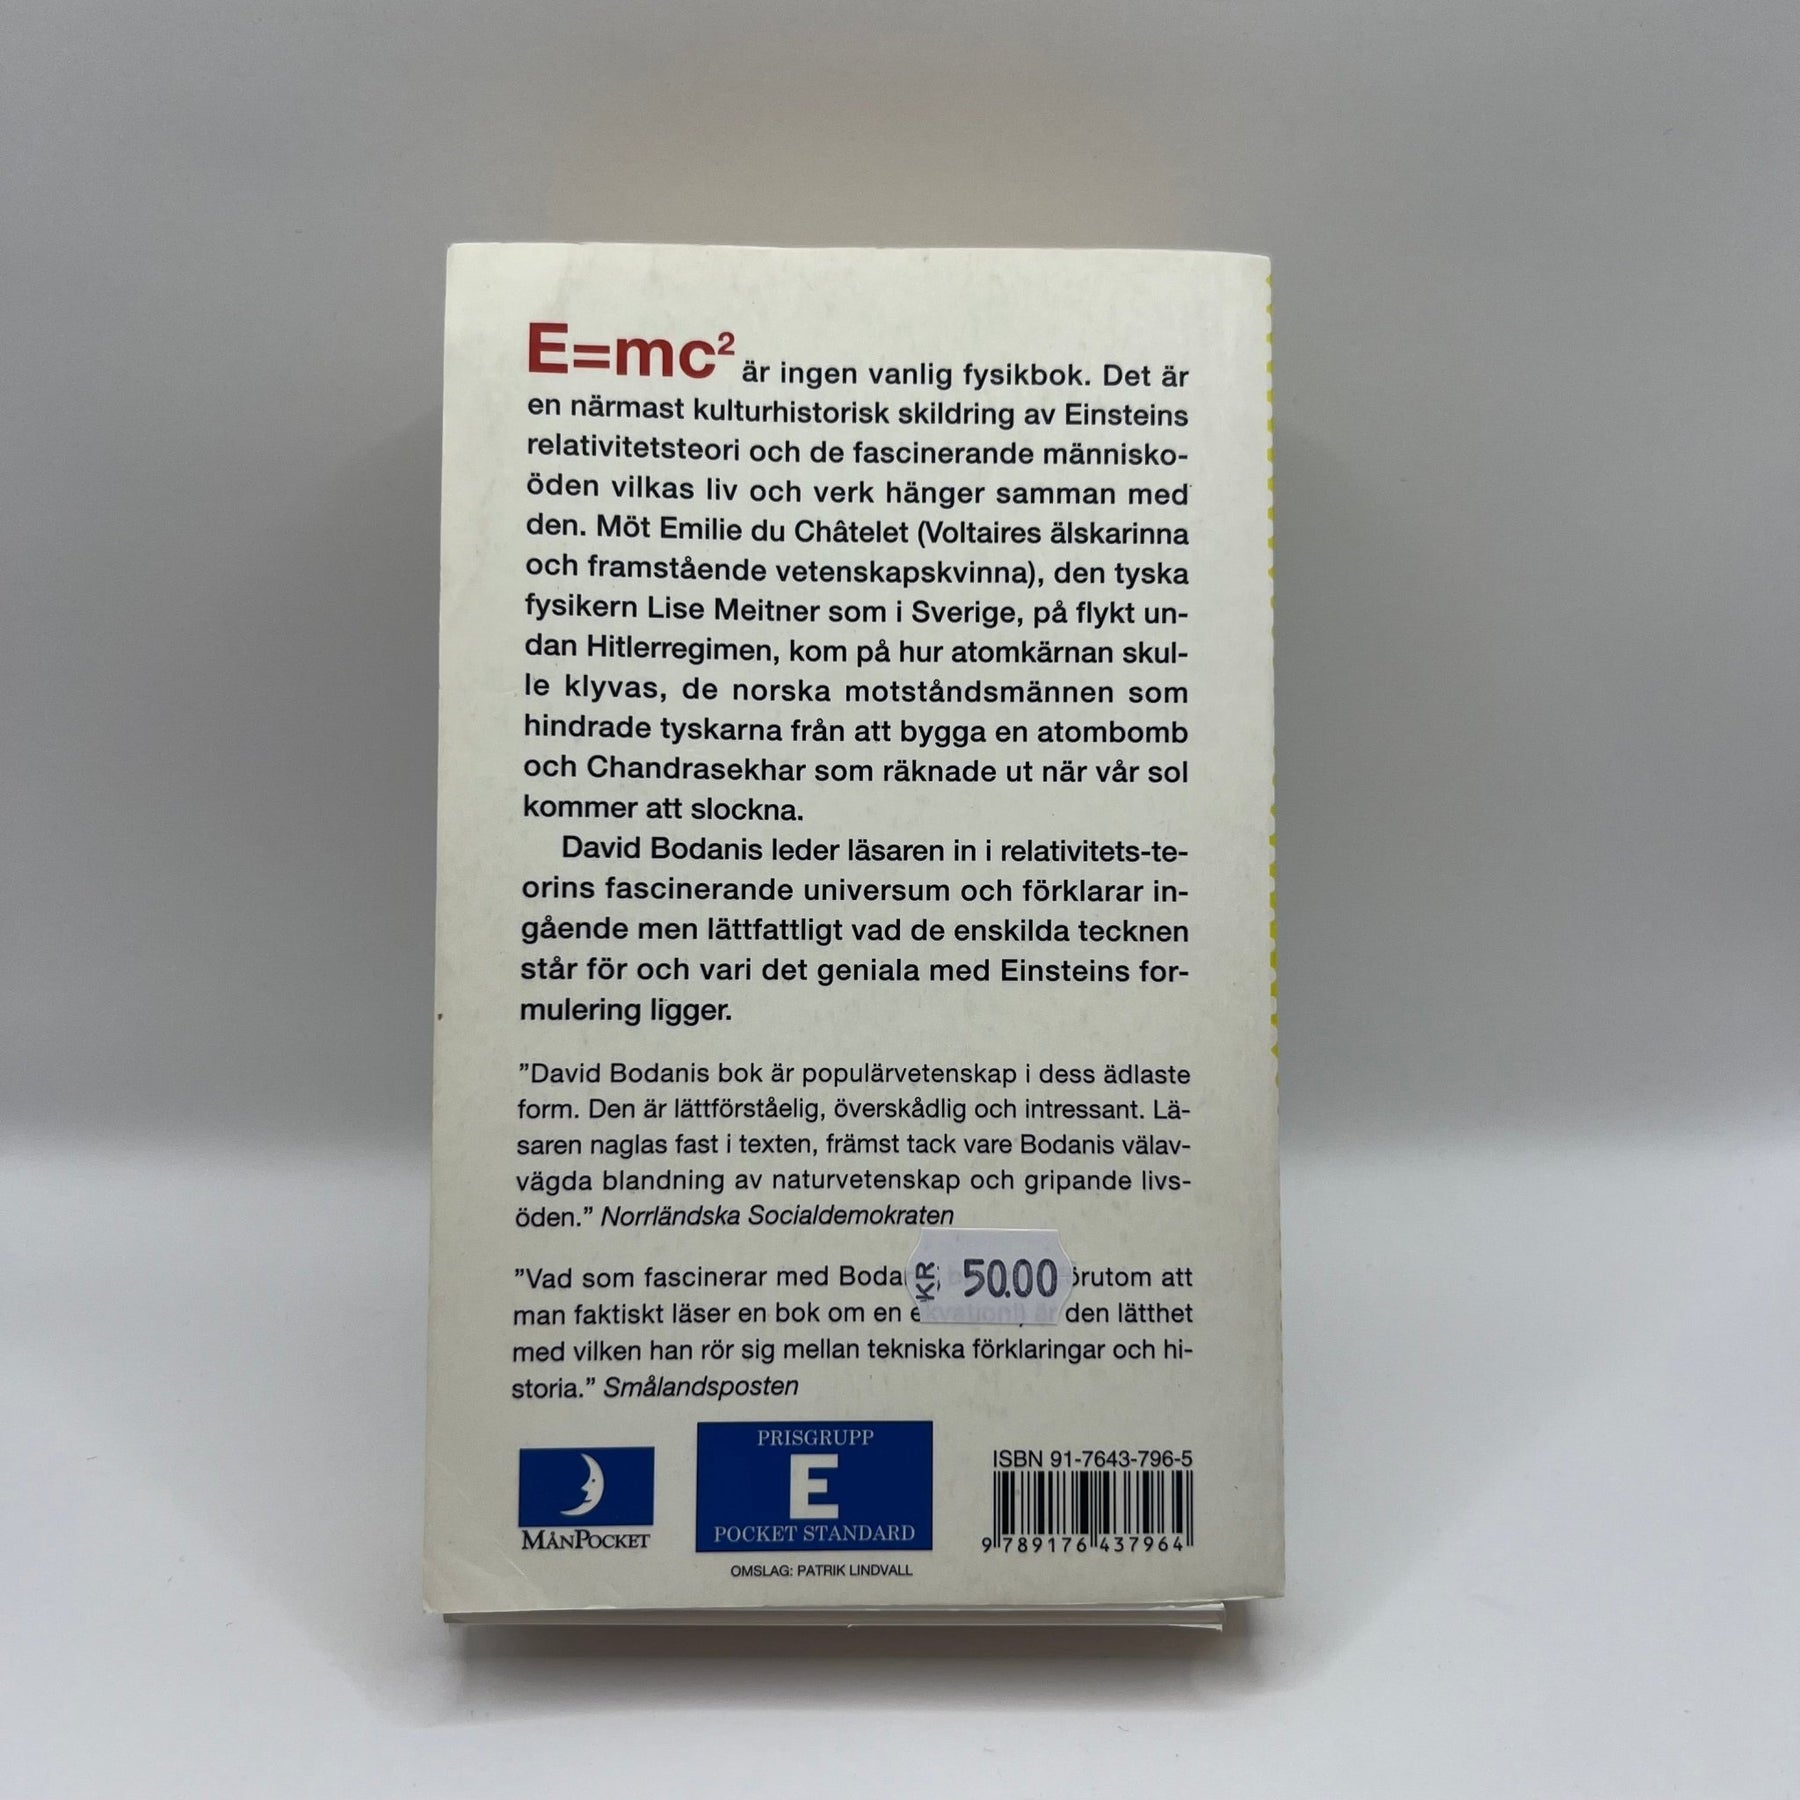 E=mc² är ingen vanlig fysikbok. Det är
en närmast kulturhistorisk skildring av Einsteins
relativitetsteori och de fascinerande människo-
öden vilkas liv och verk hänger samman med
den. Möt Emilie du Châtelet (Voltaires älskarinna
och framstående vetenskapskvinna), den tyska
fysikern Lise Meitner som i Sverige, på flykt un-
dan Hitlerregimen, kom på hur atomkärnan skul-
le klyvas, de norska motståndsmännen som
hindrade tyskarna från att bygga en atombomb
och Chandrasekhar som räknade ut när vår sol
kommer att slockna.
David Bodanis leder läsaren in i relativitets-te-
orins fascinerande universum och förklarar in-
gående men lättfattligt vad de enskilda tecknen
står för och vari det geniala med Einsteins for-
mulering ligger.
”David Bodanis bok är populärvetenskap i dess ädlaste
form. Den är lättförståelig, överskådlig och intressant. Lä-
saren naglas fast i texten, främst tack vare Bodanis välav-
vägda blandning av naturvetenskap och gripande livs-
öden.” Norrländska Socialdemokraten
”Vad som fascinerar med KR 50.00 att
man faktiskt läser en bok om en den lätthet
med vilken han rör sig mellan tekniska förklaringar och hi-
storia.” Smålandsposten
PRISGRUPP
E
POCKET STANDARD
MÅNPOCKET
OMSLAG: PATRIK LINDVALL
ISBN 91-7643-796-5
9 789176 437964